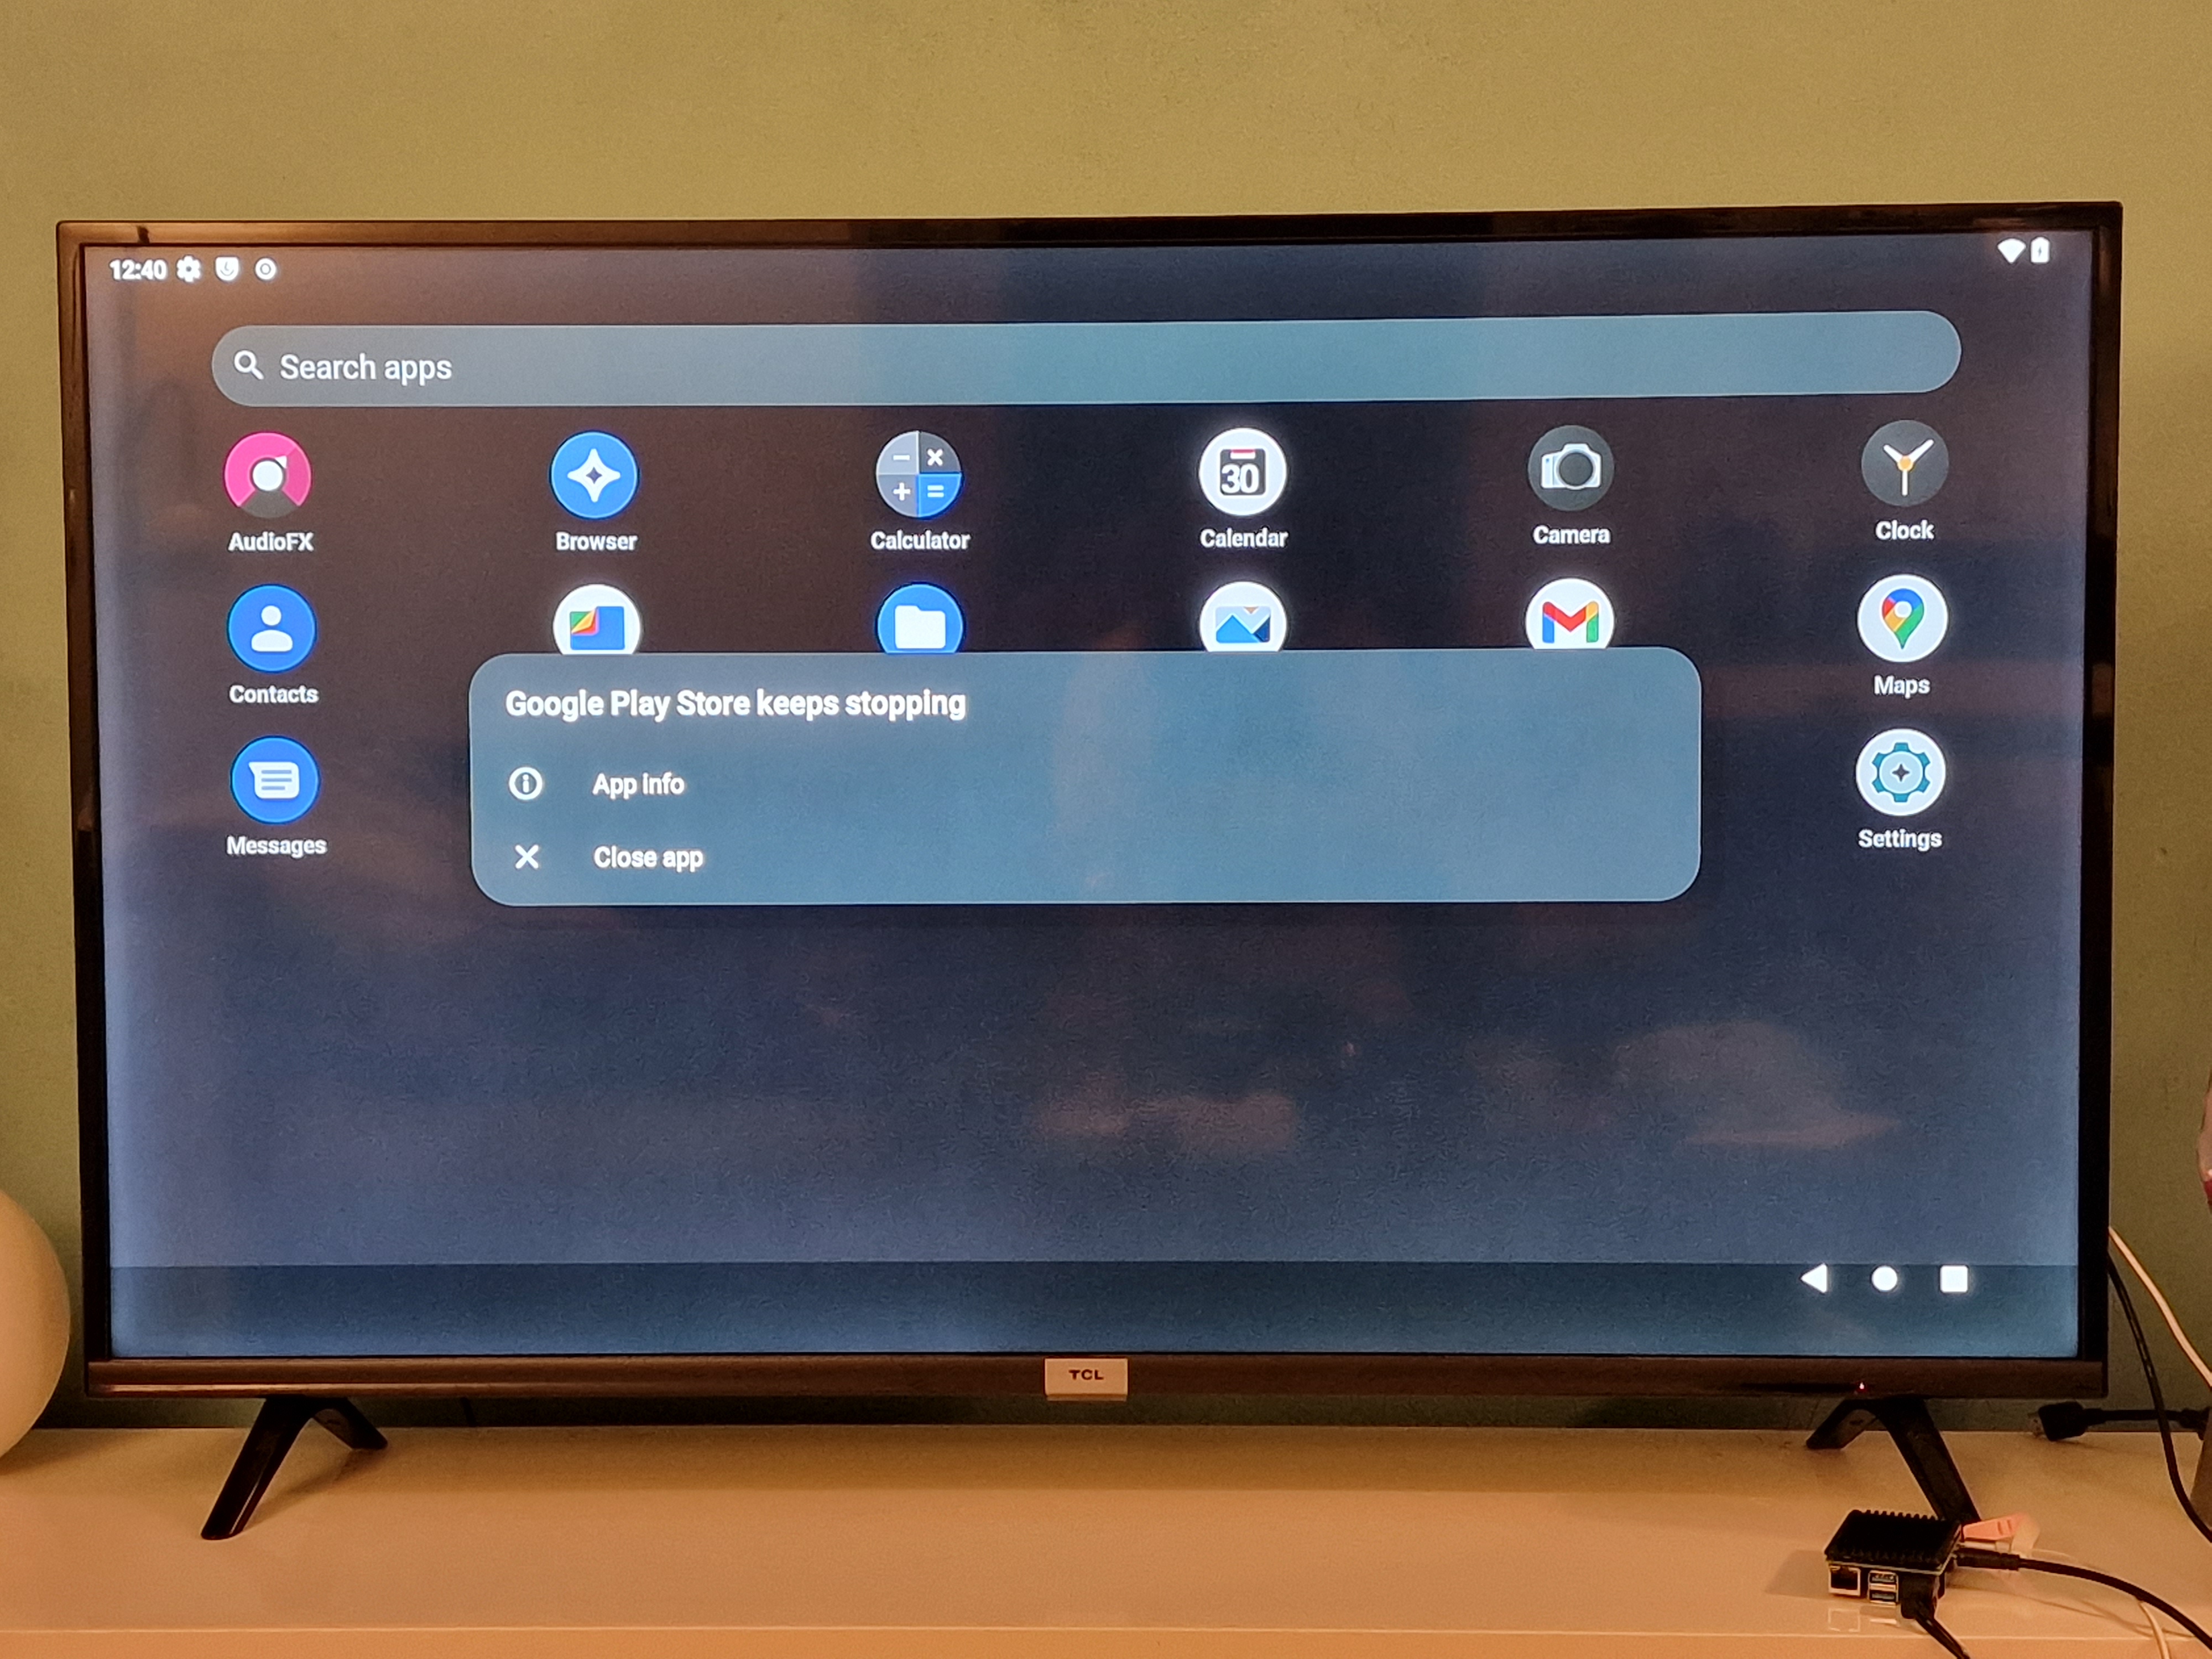 12:40
Search apps
AudioFX
Browser
Calculator
30
Calendar
Camera
Clock
Contacts
Maps
Google Play Store keeps stopping
App info
Close app
Messages
Settings
TCL